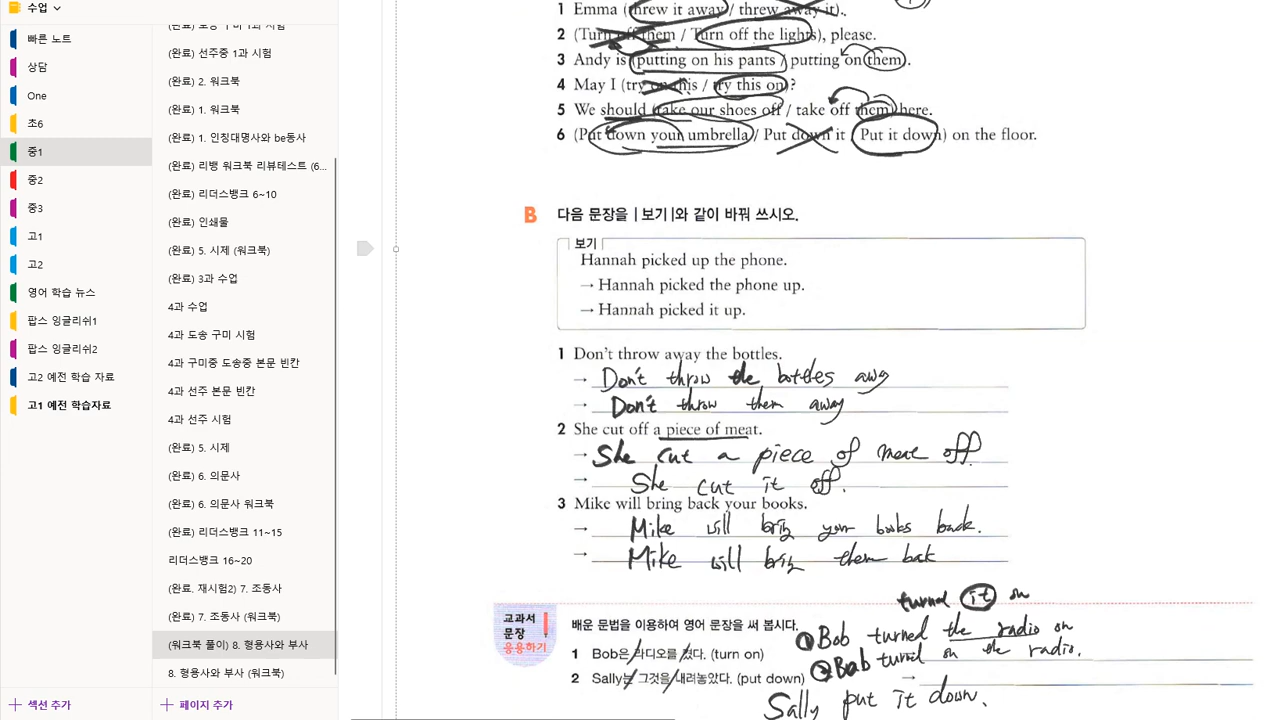 수업
빠른 노트
상담
One
초6
중1
중2
중3
고1
고2
영어 학습 뉴스
팝스 잉글리쉬1
팝스 잉글리쉬2
고2 예전 학습 자료
고1 예전 학습자료
섹션 추가
(완료) 선주중 1과 시험
(완료) 2. 워크북
(완료) 1. 워크북
(완료) 1. 인칭대명사와 be동사
(완료) 리뱅 워크북 리뷰테스트 (6...
(완료) 리더스뱅크 6~10
(완료) 인쇄물
(완료) 5. 시제 (워크북)
(완료) 3과 수업
4과 수업
4과 도송 구미 시험
4과 구미중 도송중 본문 빈칸
4과 선주 본문 빈칸
4과 선주 시험
(완료) 5. 시제
(완료) 6. 의문사
(완료) 6. 의문사 워크북
(완료) 리더스뱅크 11~15
리더스뱅크 16~20
(완료. 재시험2) 7. 조동사
(완료) 7. 조동사 (워크북)
(워크북 풀이) 8. 형용사와 부사
8. 형용사와 부사 (워크북)
페이지 추가
1 Emma (threw it away / threw away it).
2 (Turn off them / Turn off the lights), please.
3 Andy is (putting on his pants / putting on them).
4 May I (try on this / try this on)?
5 We should (take our shoes off / take off them) here.
6 (Put down your umbrella / Put down it / Put it down) on the floor.
B 다음 문장을 |보기|와 같이 바꿔 쓰시오.
보기
Hannah picked up the phone.
→ Hannah picked the phone up.
→ Hannah picked it up.
1 Don't throw away the bottles.
→ Don't throw the bottles away
→ Don't throw them away
2 She cut off a piece of meat.
→ She cut a piece of meat off.
→ She cut it off.
3 Mike will bring back your books.
→ Mike will bring your books back.
→ Mike will bring them back
turned it on
교과서 문장 응용하기
배운 문법을 이용하여 영어 문장을 써 봅시다.
① Bob turned the radio on
1 Bob은 라디오를 켰다. (turn on)
② Bob turned on the radio.
2 Sally는 그것을 내려놓았다. (put down) →
Sally put it down.